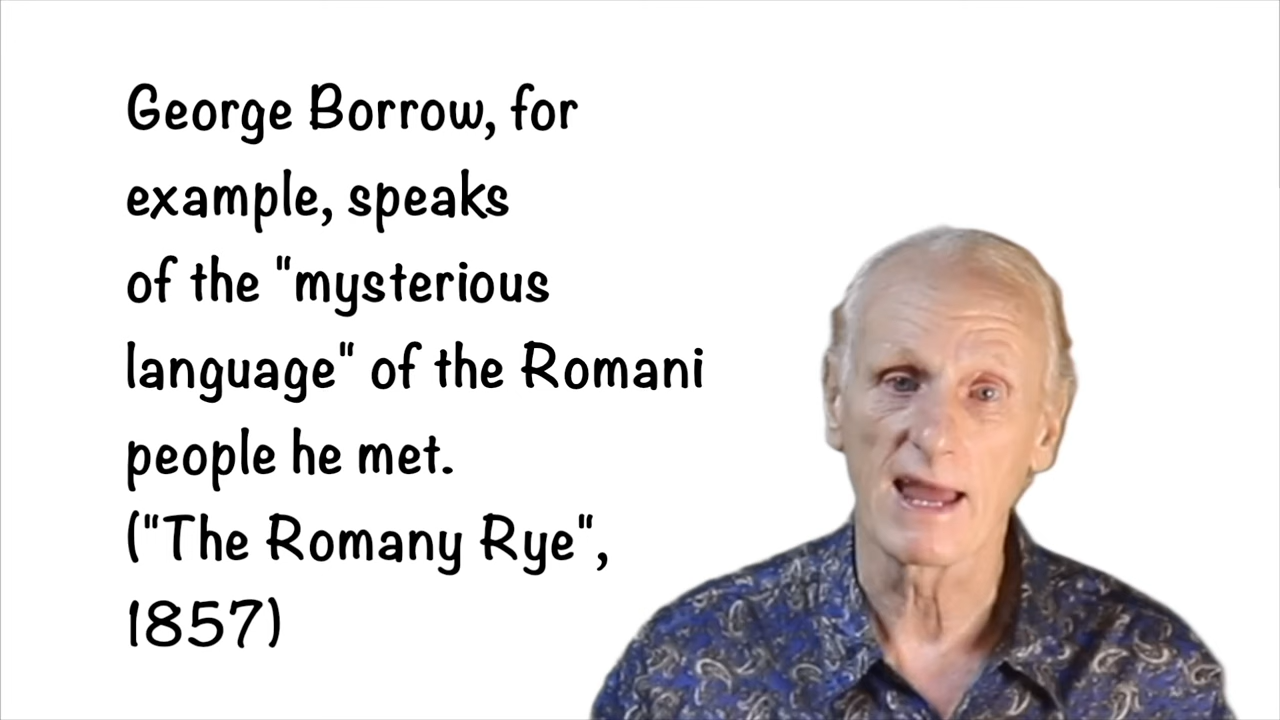 George Borrow, for
example, speaks
of the "mysterious
language" of the Romani
people he met.
("The Romany Rye",
1857)